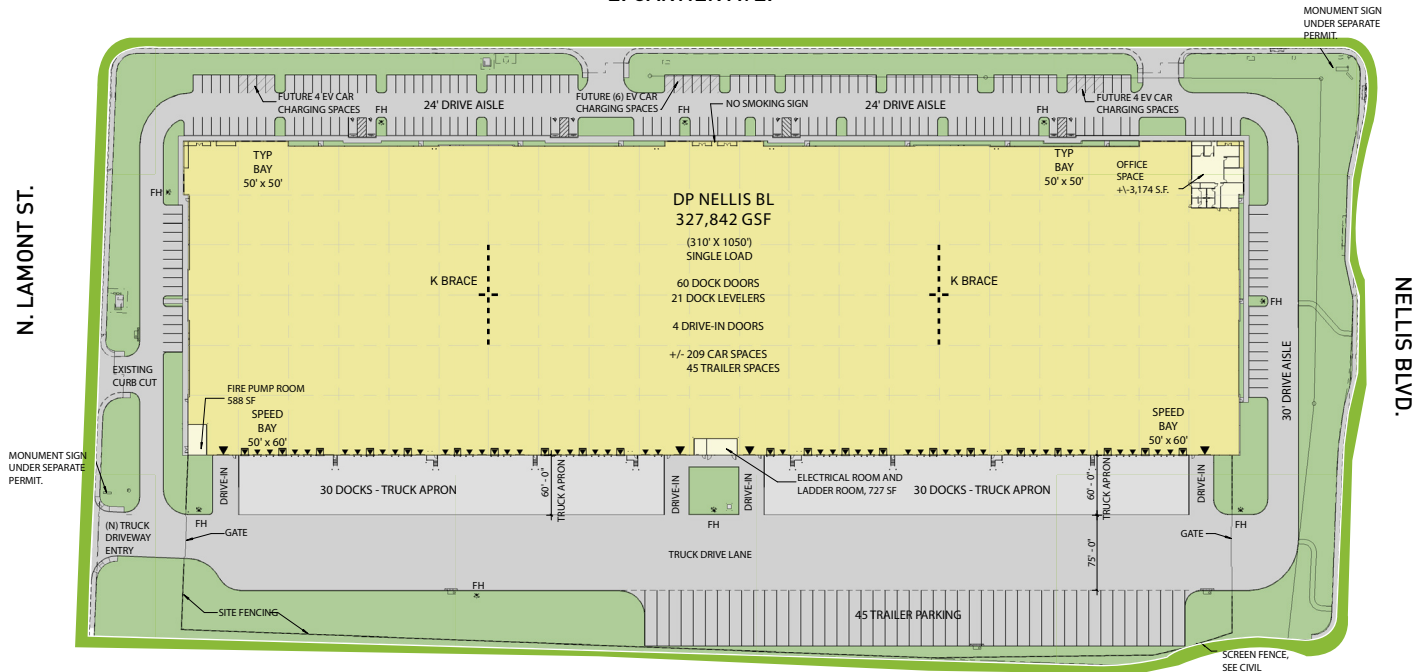 MONUMENT SIGN
UNDER SEPARATE
PERMIT.
FUTURE 4 EV CAR
CHARGING SPACES
FH
24' DRIVE AISLE
FUTURE (6) EV CAR
CHARGING SPACES
FH
NO SMOKING SIGN
24' DRIVE AISLE
FH
FUTURE 4 EV CAR
CHARGING SPACES
TYP
BAY
50' x 50'
TYP
BAY
50' x 50'
OFFICE
SPACE
+\-3,174 S.F.
FH
N. LAMONT ST.
DP NELLIS BL
327,842 GSF
(310' X 1050')
SINGLE LOAD
60 DOCK DOORS
21 DOCK LEVELERS
4 DRIVE-IN DOORS
+/- 209 CAR SPACES
45 TRAILER SPACES
K BRACE
K BRACE
FH
NELLIS BLVD.
30' DRIVE AISLE
EXISTING
CURB CUT
FIRE PUMP ROOM
588 SF
SPEED
BAY
50' x 60'
SPEED
BAY
50' x 60'
MONUMENT SIGN
UNDER SEPARATE
PERMIT.
DRIVE-IN
30 DOCKS - TRUCK APRON
60' - 0"
TRUCK APRON
DRIVE-IN
DRIVE-IN
ELECTRICAL ROOM AND
LADDER ROOM, 727 SF
30 DOCKS - TRUCK APRON
60' - 0"
TRUCK APRON
DRIVE-IN
(N) TRUCK
DRIVEWAY
ENTRY
FH
GATE
FH
GATE
FH
TRUCK DRIVE LANE
75' - 0"
FH
SITE FENCING
45 TRAILER PARKING
SCREEN FENCE,
SEE CIVIL